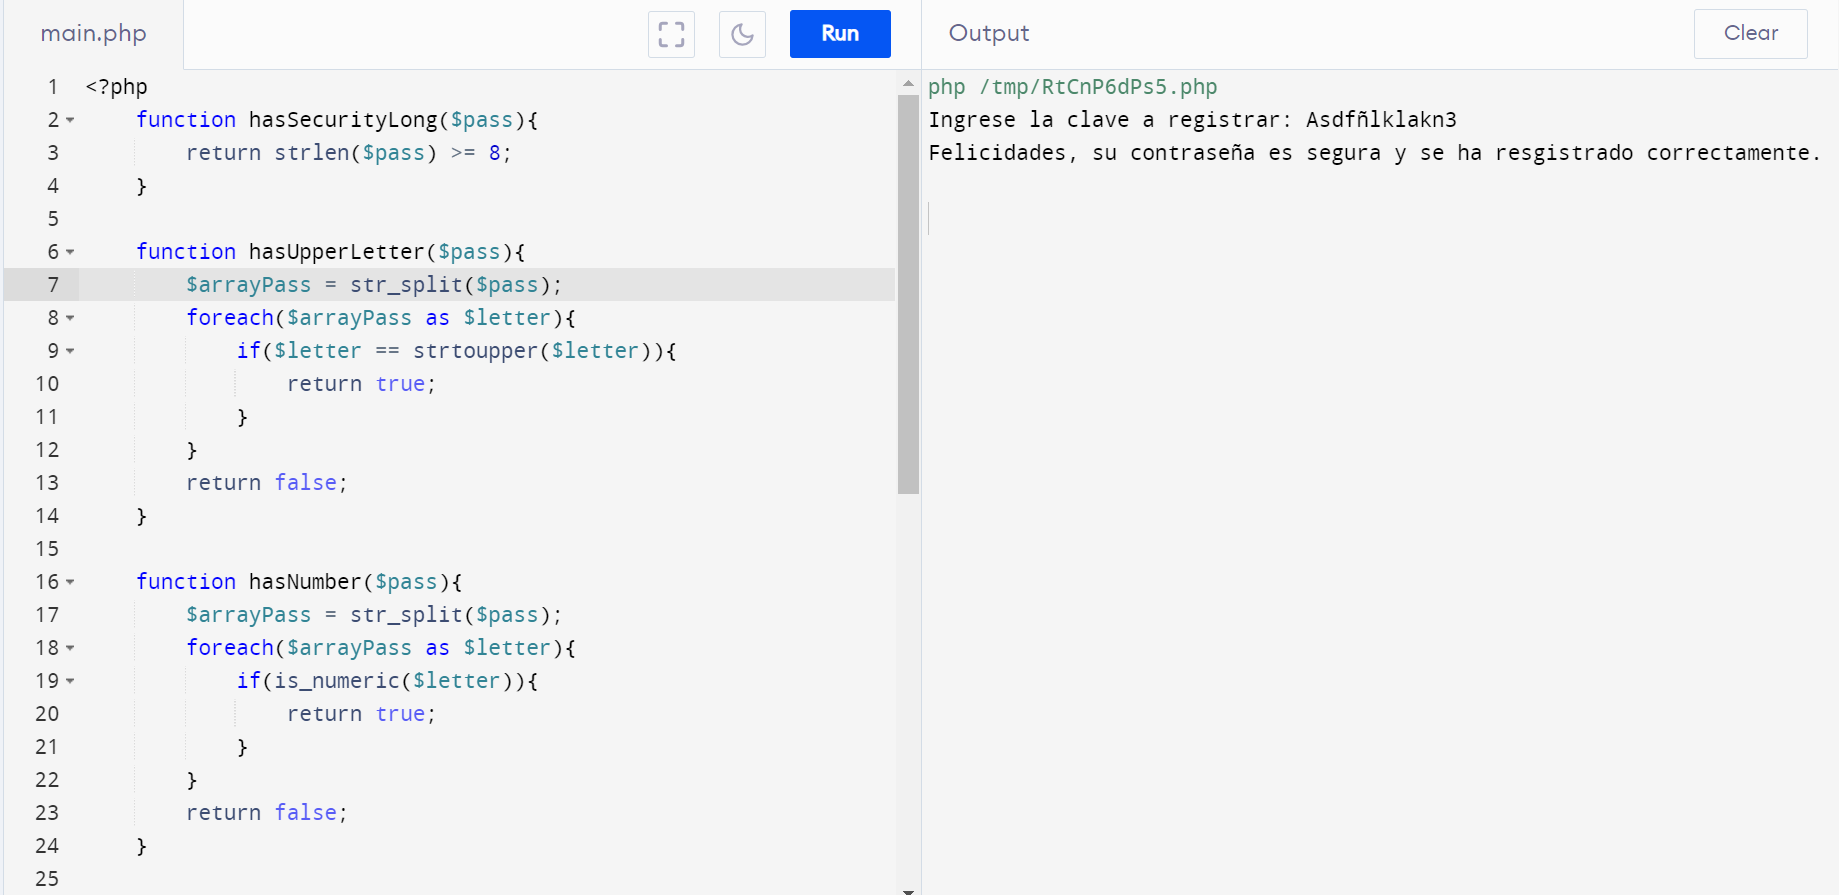 main.php
Run
Output
Clear
1 <?php
2 function hasSecurityLong($pass){
3 return strlen($pass) >= 8;
4 }
5
6 function hasUpperLetter($pass){
7 $arrayPass = str_split($pass);
8 foreach($arrayPass as $letter){
9 if($letter == strtoupper($letter)){
10 return true;
11 }
12 }
13 return false;
14 }
15
16 function hasNumber($pass){
17 $arrayPass = str_split($pass);
18 foreach($arrayPass as $letter){
19 if(is_numeric($letter)){
20 return true;
21 }
22 }
23 return false;
24 }
25
php /tmp/RtCnP6dPs5.php
Ingrese la clave a registrar: Asdfñlklakn3
Felicidades, su contraseña es segura y se ha resgistrado correctamente.